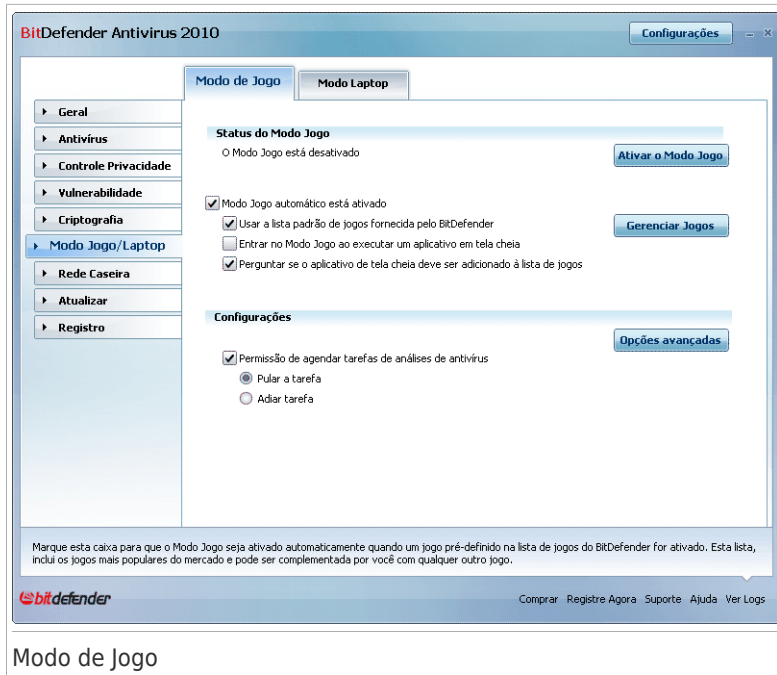 BitDefender Antivirus 2010
Configurações
Modo de Jogo
Modo Laptop
Geral
Antivírus
Controle Privacidade
Vulnerabilidade
Criptografia
Modo Jogo/Laptop
Rede Caseira
Atualizar
Registro
Status do Modo Jogo
O Modo Jogo está desativado
Ativar o Modo Jogo
Modo Jogo automático está ativado
Usar a lista padrão de jogos fornecida pelo BitDefender
Gerenciar Jogos
Entrar no Modo Jogo ao executar um aplicativo em tela cheia
Perguntar se o aplicativo de tela cheia deve ser adicionado à lista de jogos
Configurações
Opções avançadas
Permissão de agendar tarefas de análises de antivírus
Pular a tarefa
Adiar tarefa
Marque esta caixa para que o Modo Jogo seja ativado automaticamente quando um jogo pré-definido na lista de jogos do BitDefender for ativado. Esta lista,
inclui os jogos mais populares do mercado e pode ser complementada por você com qualquer outro jogo.
bitdefender
Comprar Registre Agora Suporte Ajuda Ver Logs
Modo de Jogo